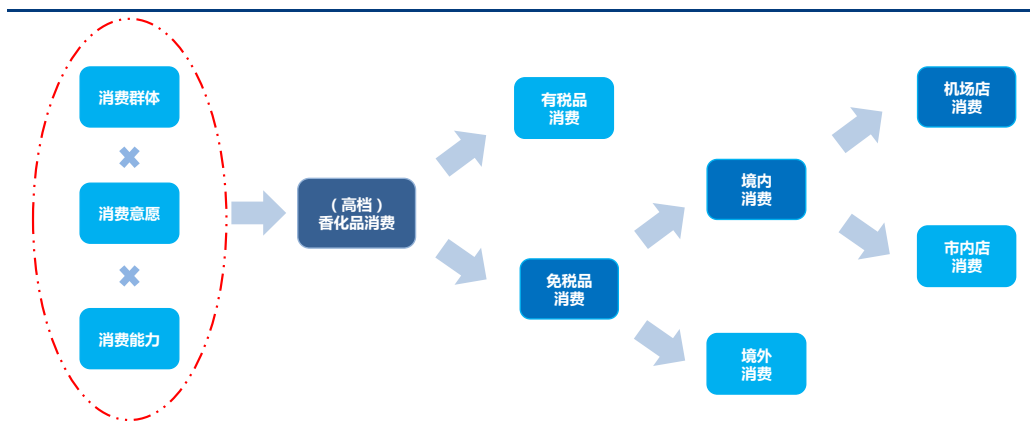 消费群体
消费意愿
消费能力
（高档）
香化品消费
有税品
消费
免税品
消费
境内
消费
境外
消费
机场店
消费
市内店
消费